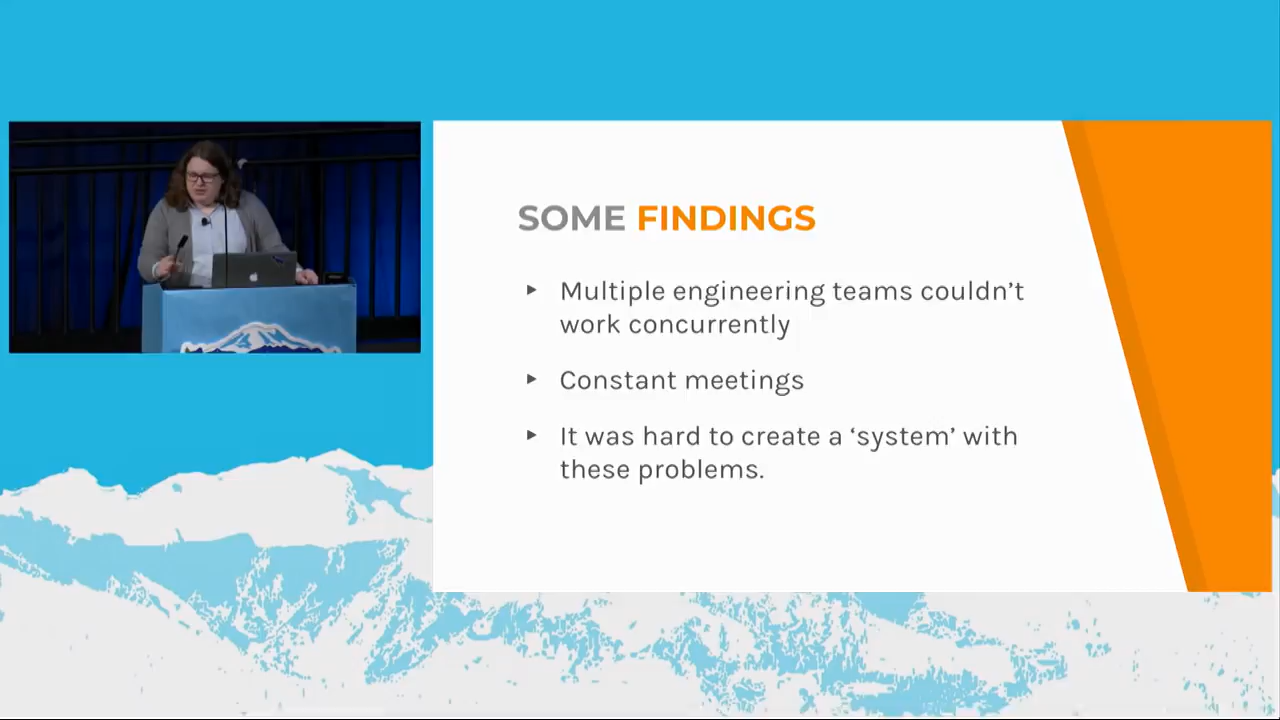 SOME FINDINGS
▸ Multiple engineering teams couldn’t
work concurrently
▸ Constant meetings
▸ It was hard to create a ‘system’ with
these problems.